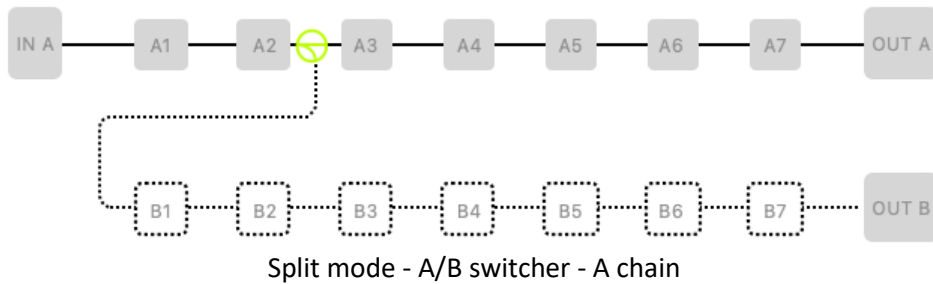 IN A A1 A2 A3 A4 A5 A6 A7 OUT A
B1 B2 B3 B4 B5 B6 B7 OUT B
Split mode - A/B switcher - A chain